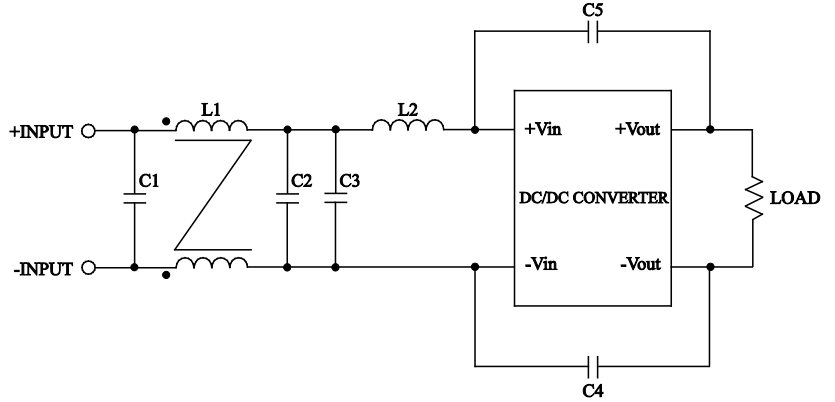 C5
L1
L2
+INPUT
+Vin
+Vout
C1
C2
C3
DC/DC CONVERTER
LOAD
-INPUT
-Vin
-Vout
C4